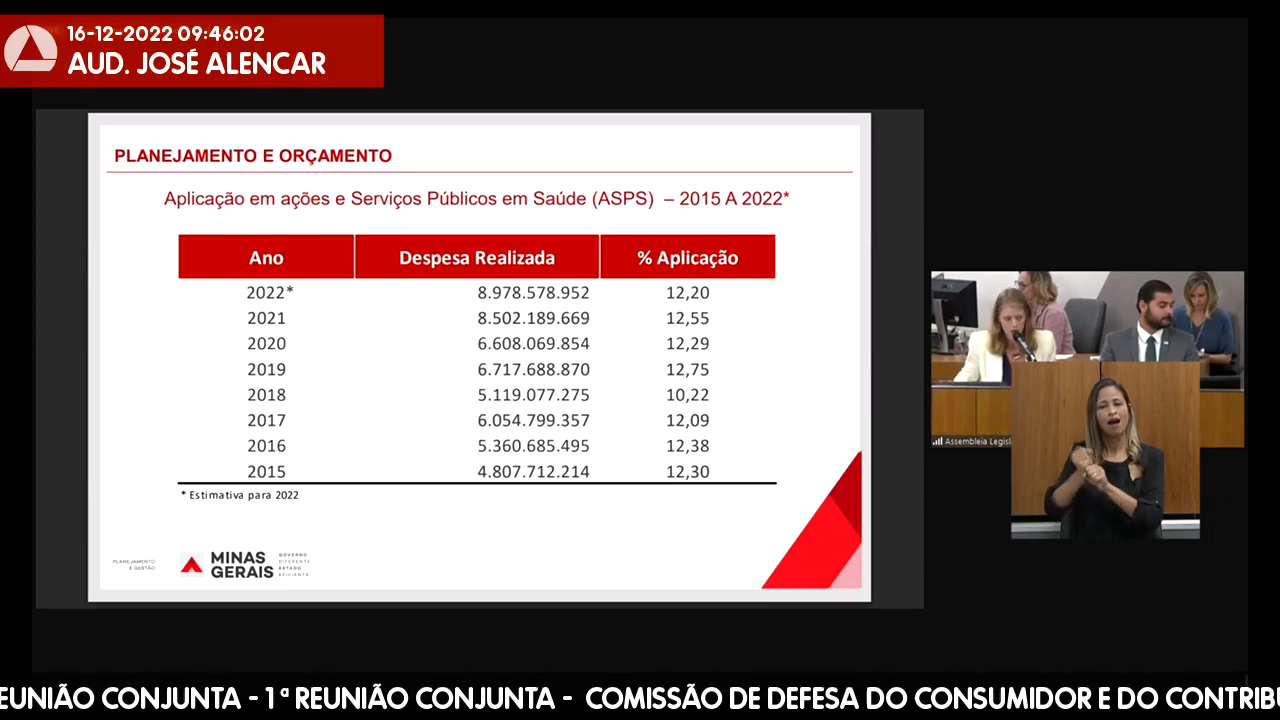 16-12-2022 09:46:02
AUD. JOSÉ ALENCAR
PLANEJAMENTO E ORÇAMENTO
Aplicação em ações e Serviços Públicos em Saúde (ASPS) – 2015 A 2022*
Ano Despesa Realizada % Aplicação
2022* 8.978.578.952 12,20
2021 8.502.189.669 12,55
2020 6.608.069.854 12,29
2019 6.717.688.870 12,75
2018 5.119.077.275 10,22
2017 6.054.799.357 12,09
2016 5.360.685.495 12,38
2015 4.807.712.214 12,30
* Estimativa para 2022
PLANEJAMENTO
E GESTÃO
MINAS
GERAIS
GOVERNO
DIFERENTE
ESTADO
EFICIENTE
Assembleia Legisl
EUNIÃO CONJUNTA - 1ª REUNIÃO CONJUNTA - COMISSÃO DE DEFESA DO CONSUMIDOR E DO CONTRIB